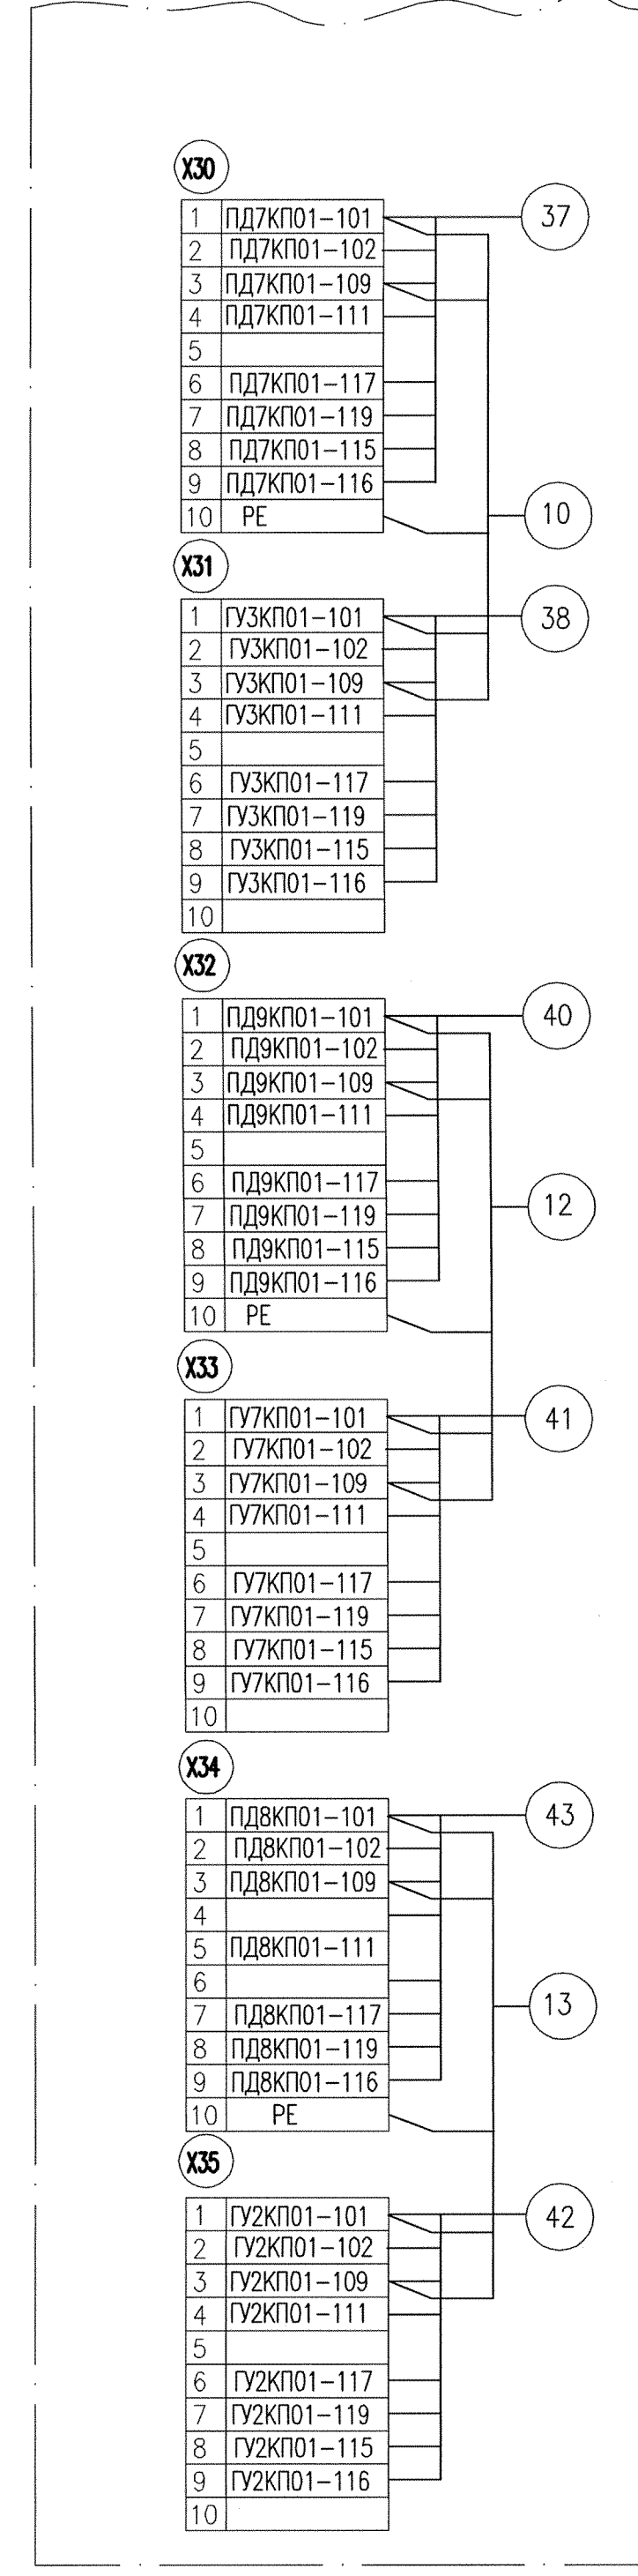 X30
1 ПД7КП01-101
37
2 ПД7КП01-102
3 ПД7КП01-109
4 ПД7КП01-111
5
6 ПД7КП01-117
7 ПД7КП01-119
8 ПД7КП01-115
9 ПД7КП01-116
10 PE
10
X31
1 ГУ3КП01-101
38
2 ГУ3КП01-102
3 ГУ3КП01-109
4 ГУ3КП01-111
5
6 ГУ3КП01-117
7 ГУ3КП01-119
8 ГУ3КП01-115
9 ГУ3КП01-116
10
X32
1 ПД9КП01-101
40
2 ПД9КП01-102
3 ПД9КП01-109
4 ПД9КП01-111
5
6 ПД9КП01-117
12
7 ПД9КП01-119
8 ПД9КП01-115
9 ПД9КП01-116
10 PE
X33
1 ГУ7КП01-101
41
2 ГУ7КП01-102
3 ГУ7КП01-109
4 ГУ7КП01-111
5
6 ГУ7КП01-117
7 ГУ7КП01-119
8 ГУ7КП01-115
9 ГУ7КП01-116
10
X34
1 ПД8КП01-101
43
2 ПД8КП01-102
3 ПД8КП01-109
4
5 ПД8КП01-111
6
7 ПД8КП01-117
13
8 ПД8КП01-119
9 ПД8КП01-116
10 PE
X35
1 ГУ2КП01-101
42
2 ГУ2КП01-102
3 ГУ2КП01-109
4 ГУ2КП01-111
5
6 ГУ2КП01-117
7 ГУ2КП01-119
8 ГУ2КП01-115
9 ГУ2КП01-116
10